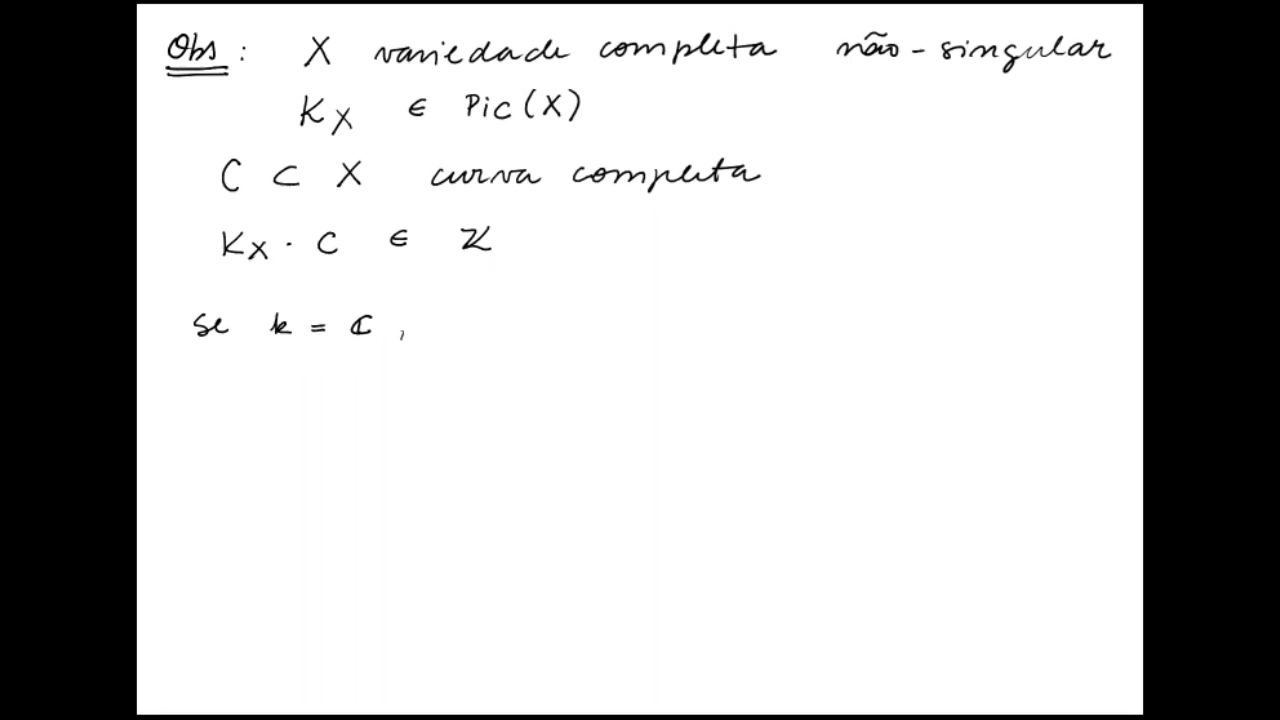 Obs : X variedade completa não-singular
K_X ∈ Pic(X)
C ⊂ X curva completa
K_X · C ∈ ℤ
se k = ℂ ,